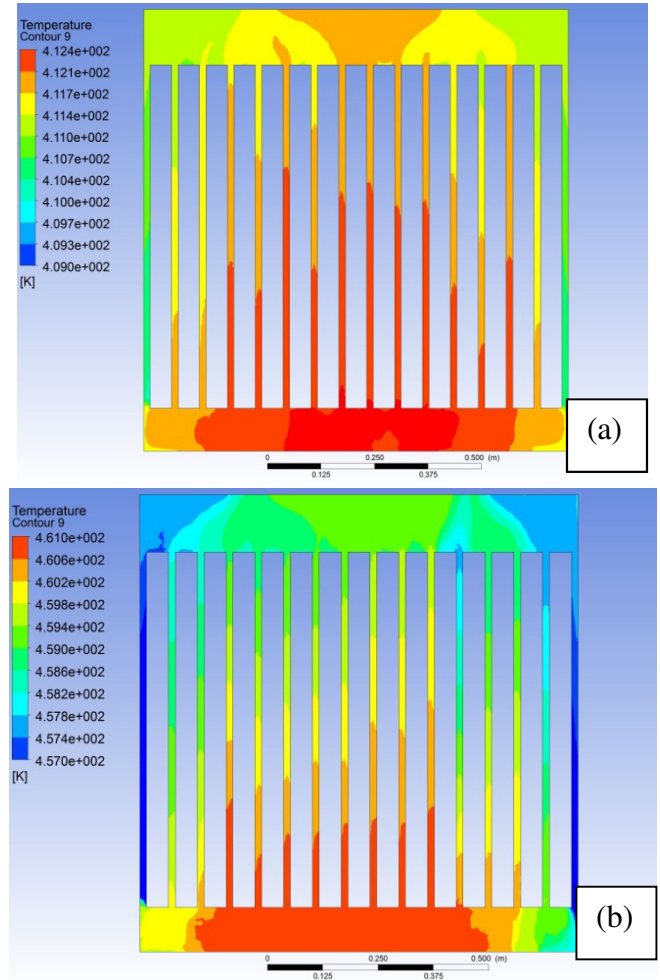 Temperature
Contour 9
4.124e+002
4.121e+002
4.117e+002
4.114e+002
4.110e+002
4.107e+002
4.104e+002
4.100e+002
4.097e+002
4.093e+002
4.090e+002
[K]
(a)
0 0.250 0.500 (m)
0.125 0.375
Temperature
Contour 9
4.610e+002
4.606e+002
4.602e+002
4.598e+002
4.594e+002
4.590e+002
4.586e+002
4.582e+002
4.578e+002
4.574e+002
4.570e+002
[K]
(b)
0 0.250 0.500 (m)
0.125 0.375